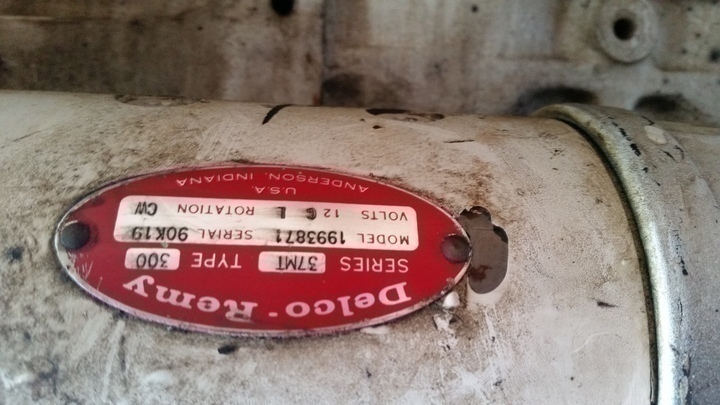 Delco-Remy
SERIES 37MT TYPE 300
MODEL 1993871 SERIAL 90K19
VOLTS 12 G L ROTATION CW
U.S.A.
ANDERSON, INDIANA